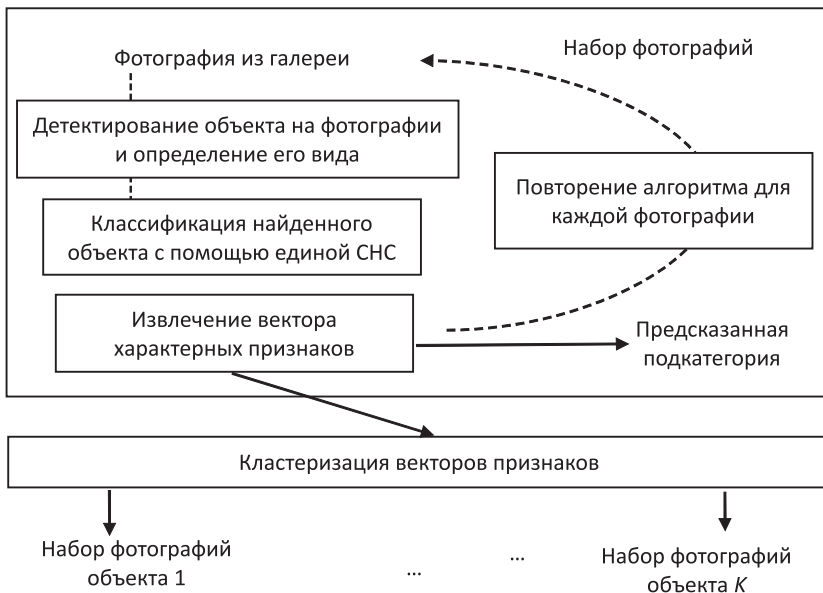 Набор фотографий
Фотография из галереи
Детектирование объекта на фотографии
и определение его вида
Повторение алгоритма для
каждой фотографии
Классификация найденного
объекта с помощью единой СНС
Извлечение вектора
характерных признаков
Предсказанная
подкатегория
Кластеризация векторов признаков
Набор фотографий
объекта 1
...
...
Набор фотографий
объекта K